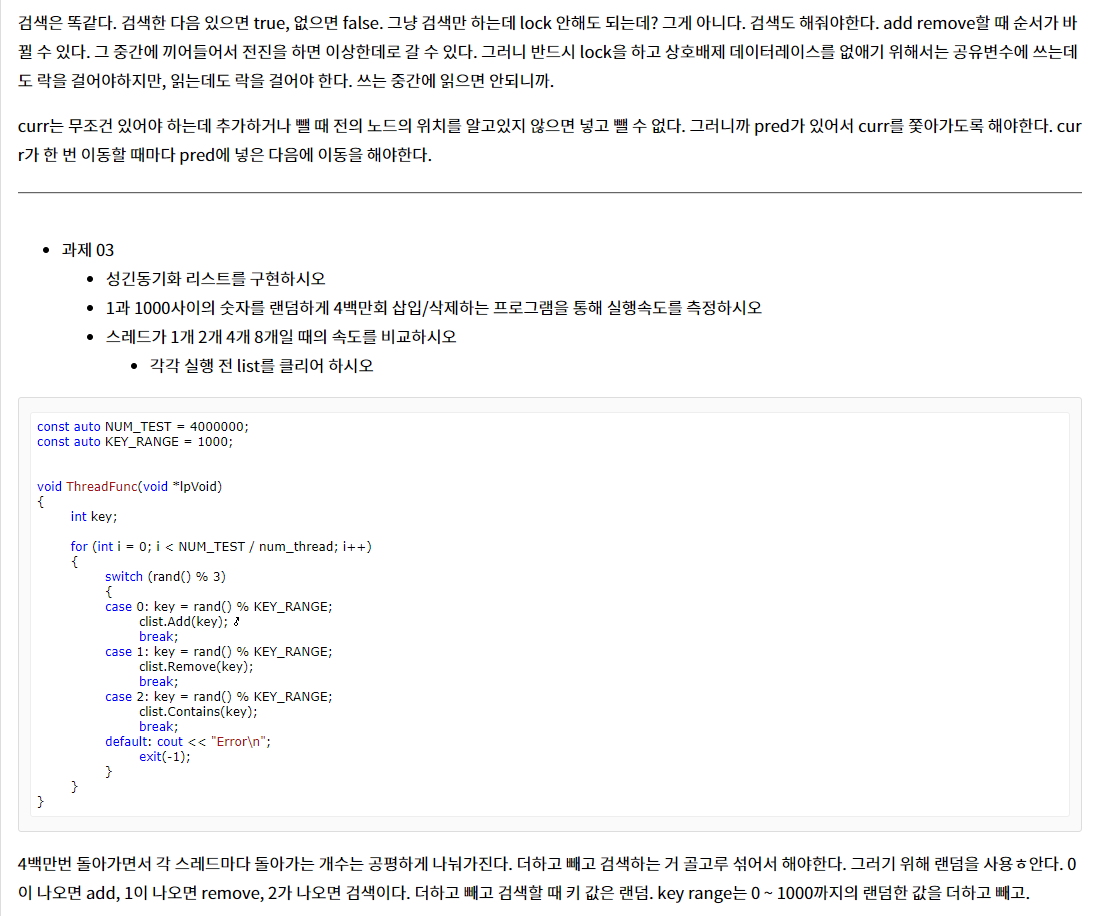 검색은 똑같다. 검색한 다음 있으면 true, 없으면 false. 그냥 검색만 하는데 lock 안해도 되는데? 그게 아니다. 검색도 해줘야한다. add remove할 때 순서가 바
뀔 수 있다. 그 중간에 끼어들어서 전진을 하면 이상한데로 갈 수 있다. 그러니 반드시 lock을 하고 상호배제 데이터레이스를 없애기 위해서는 공유변수에 쓰는데
도 락을 걸어야하지만, 읽는데도 락을 걸어야 한다. 쓰는 중간에 읽으면 안되니까.
curr는 무조건 있어야 하는데 추가하거나 뺄 때 전의 노드의 위치를 알고있지 않으면 넣고 뺄 수 없다. 그러니까 pred가 있어서 curr를 쫓아가도록 해야한다. cur
r가 한 번 이동할 때마다 pred에 넣은 다음에 이동을 해야한다.
• 과제 03
• 성긴동기화 리스트를 구현하시오
• 1과 1000사이의 숫자를 랜덤하게 4백만회 삽입/삭제하는 프로그램을 통해 실행속도를 측정하시오
• 스레드가 1개 2개 4개 8개일 때의 속도를 비교하시오
• 각각 실행 전 list를 클리어 하시오
const auto NUM_TEST = 4000000;
const auto KEY_RANGE = 1000;
void ThreadFunc(void *lpVoid)
{
int key;
for (int i = 0; i < NUM_TEST / num_thread; i++)
{
switch (rand() % 3)
{
case 0: key = rand() % KEY_RANGE;
clist.Add(key);
break;
case 1: key = rand() % KEY_RANGE;
clist.Remove(key);
break;
case 2: key = rand() % KEY_RANGE;
clist.Contains(key);
break;
default: cout << "Error\n";
exit(-1);
}
}
}
4백만번 돌아가면서 각 스레드마다 돌아가는 개수는 공평하게 나눠가진다. 더하고 빼고 검색하는 거 골고루 섞어서 해야한다. 그러기 위해 랜덤을 사용ㅎ안다. 0
이 나오면 add, 1이 나오면 remove, 2가 나오면 검색이다. 더하고 빼고 검색할 때 키 값은 랜덤. key range는 0 ~ 1000까지의 랜덤한 값을 더하고 빼고.